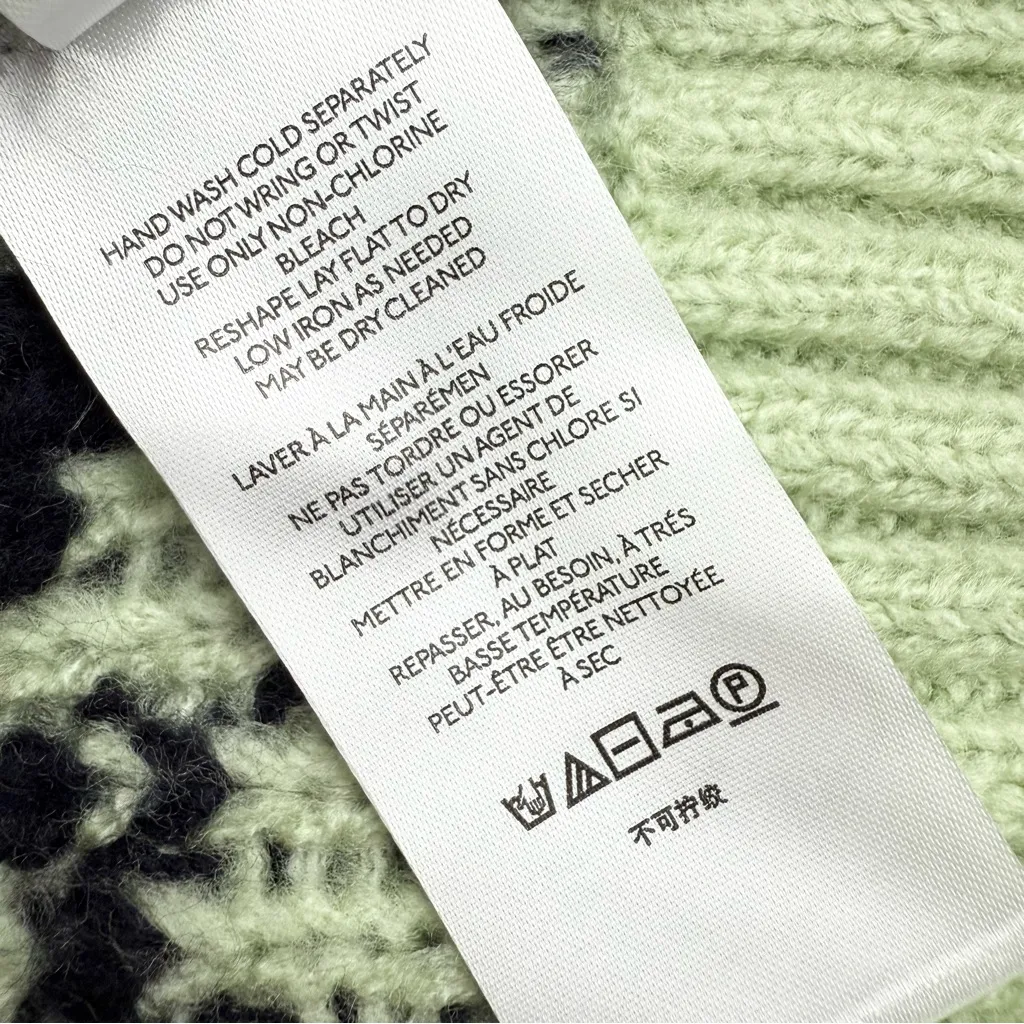 HAND WASH COLD SEPARATELY
DO NOT WRING OR TWIST
USE ONLY NON-CHLORINE
BLEACH
RESHAPE LAY FLAT TO DRY
LOW IRON AS NEEDED
MAY BE DRY CLEANED
LAVER À LA MAIN À L'EAU FROIDE
SÉPARÉMEN
NE PAS TORDRE OU ESSORER
UTILISER UN AGENT DE
BLANCHIMENT SANS CHLORE SI
NÉCESSAIRE
METTRE EN FORME ET SECHER
À PLAT
REPASSER, AU BESOIN, À TRÉS
BASSE TEMPÉRATURE
PEUT-ÊTRE ÊTRE NETTOYÉE
À SEC
P
不可拧绞